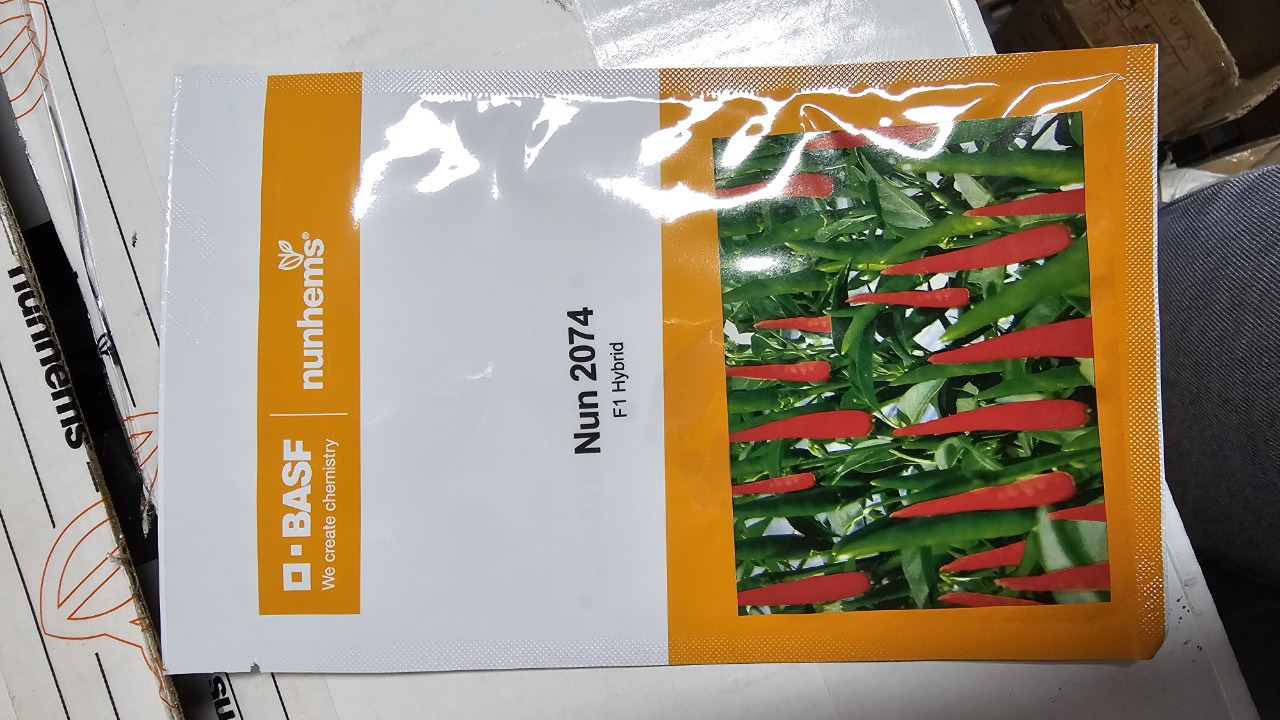 BASF
We create chemistry
nunhems®
Nun 2074
F1 Hybrid
nunhems